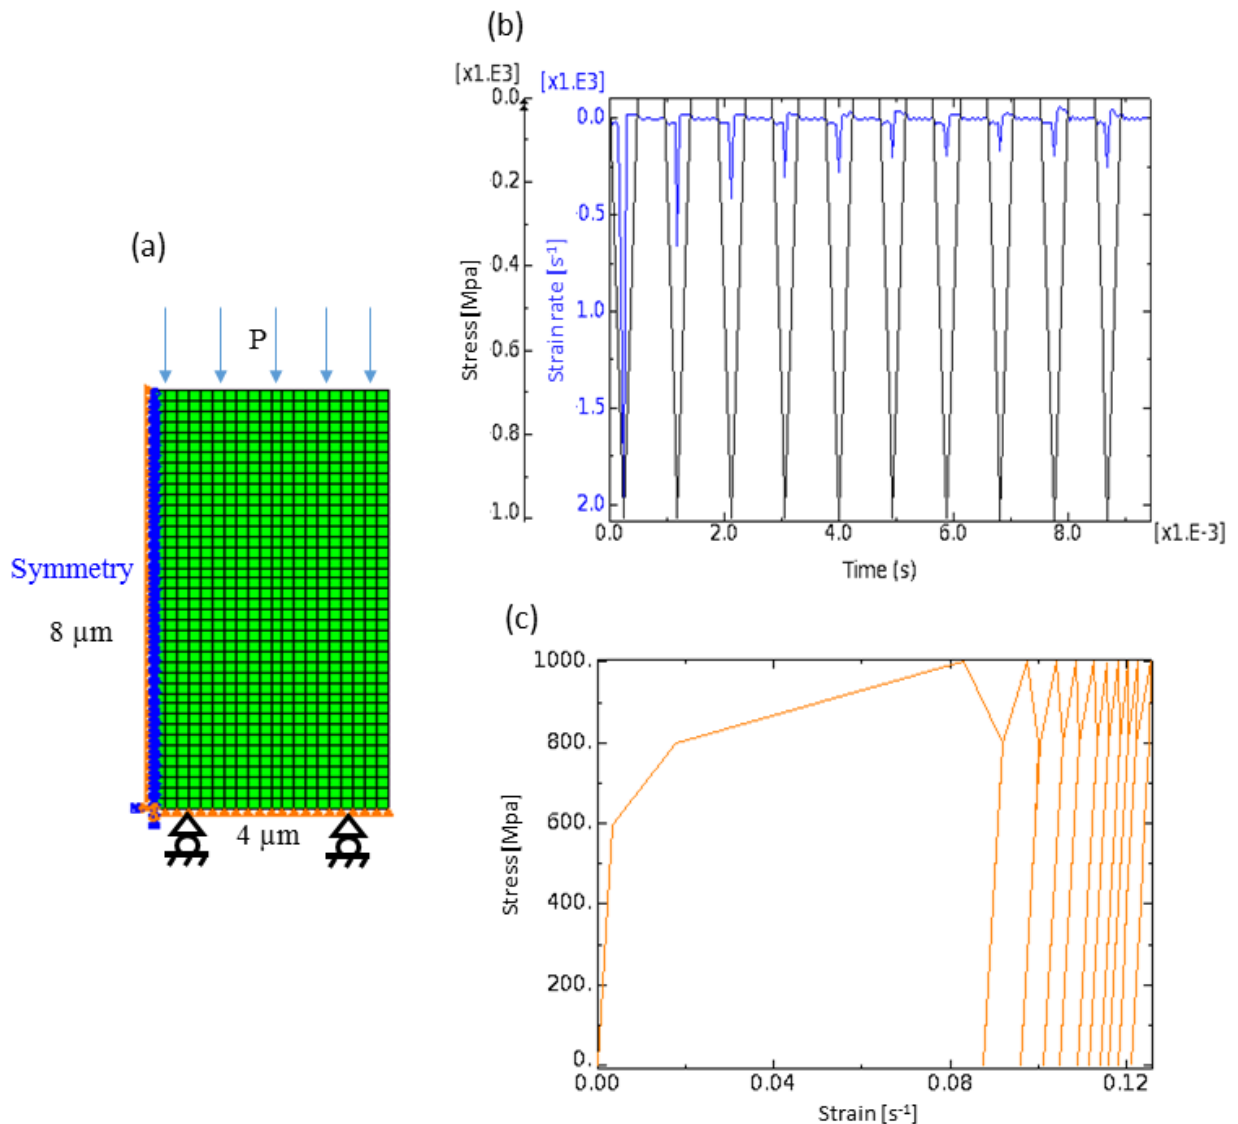 (b)
[x1.E3] [x1.E3]
0.0
0.2
0.4
0.6
0.8
1.0
Stress [Mpa]
0.0
0.5
1.0
1.5
2.0
Strain rate [s-1]
0.0 2.0 4.0 6.0 8.0 [x1.E-3]
Time (s)
(a)
P
Symmetry
8 µm
4 µm
(c)
1000.
800.
600.
400.
200.
0.
Stress [Mpa]
0.00 0.04 0.08 0.12
Strain [s-1]